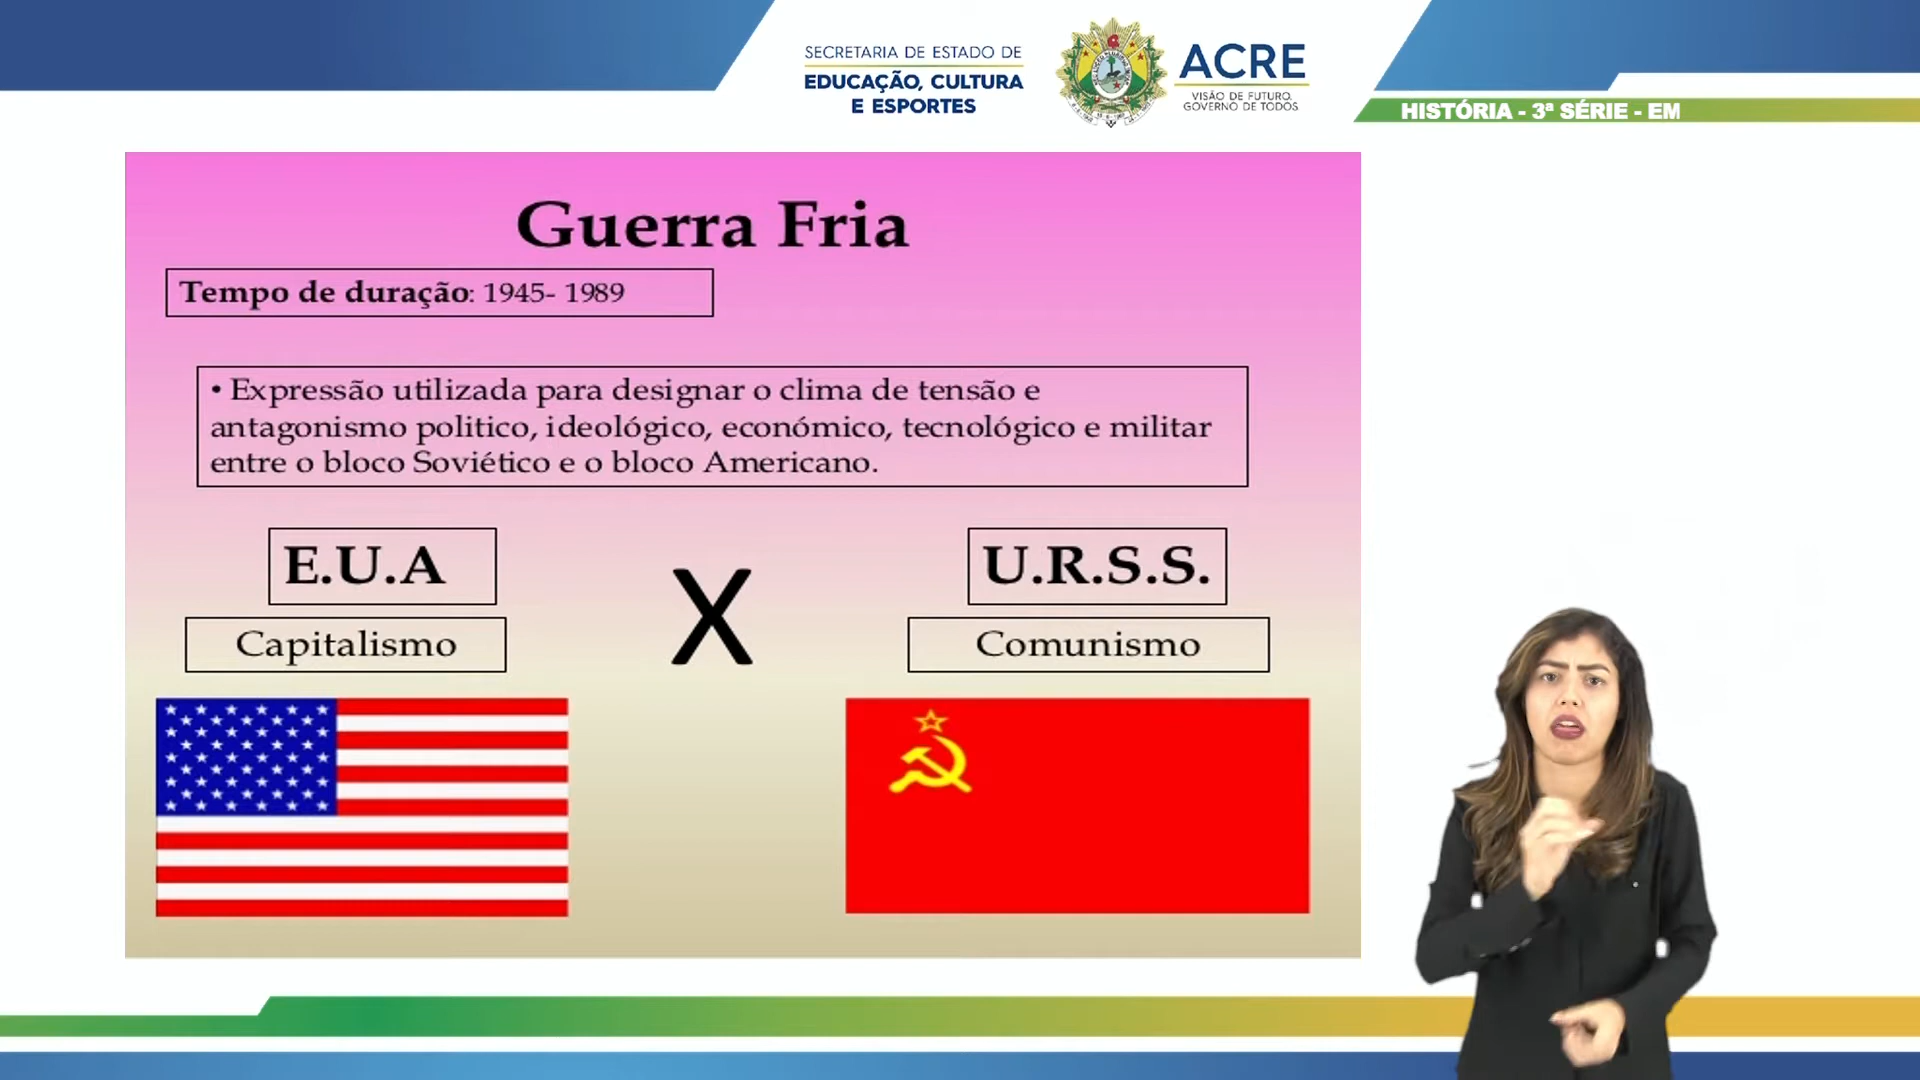 SECRETARIA DE ESTADO DE
EDUCAÇÃO, CULTURA
E ESPORTES
ACRE
VISÃO DE FUTURO.
GOVERNO DE TODOS
HISTÓRIA - 3ª SÉRIE - EM
Guerra Fria
Tempo de duração: 1945- 1989
• Expressão utilizada para designar o clima de tensão e
antagonismo politico, ideológico, económico, tecnológico e militar
entre o bloco Soviético e o bloco Americano.
E.U.A
X
U.R.S.S.
Capitalismo
Comunismo